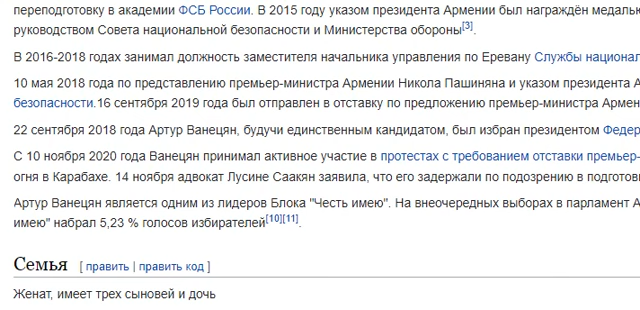 переподготовку в академии ФСБ России. В 2015 году указом президента Армении был награждён
руководством Совета национальной безопасности и Министерства обороны[3].
В 2016-2018 годах занимал должность заместителя начальника управления по Еревану Службы
10 мая 2018 года по представлению премьер-министра Армении Никола Пашиняна и указом президента
безопасности.16 сентября 2019 года был отправлен в отставку по предложению премьер-министра
22 сентября 2018 года Артур Ванецян, будучи единственным кандидатом, был избран президентом
С 10 ноября 2020 года Ванецян принимал активное участие в протестах с требованием отставки премьер-
огня в Карабахе. 14 ноября адвокат Лусине Саакян заявила, что его задержали по подозрению в
Артур Ванецян является одним из лидеров Блока "Честь имею". На внеочередных выборах в парламент
имею" набрал 5,23 % голосов избирателей[10][11].
Семья [ править | править код ]
Женат, имеет трех сыновей и дочь